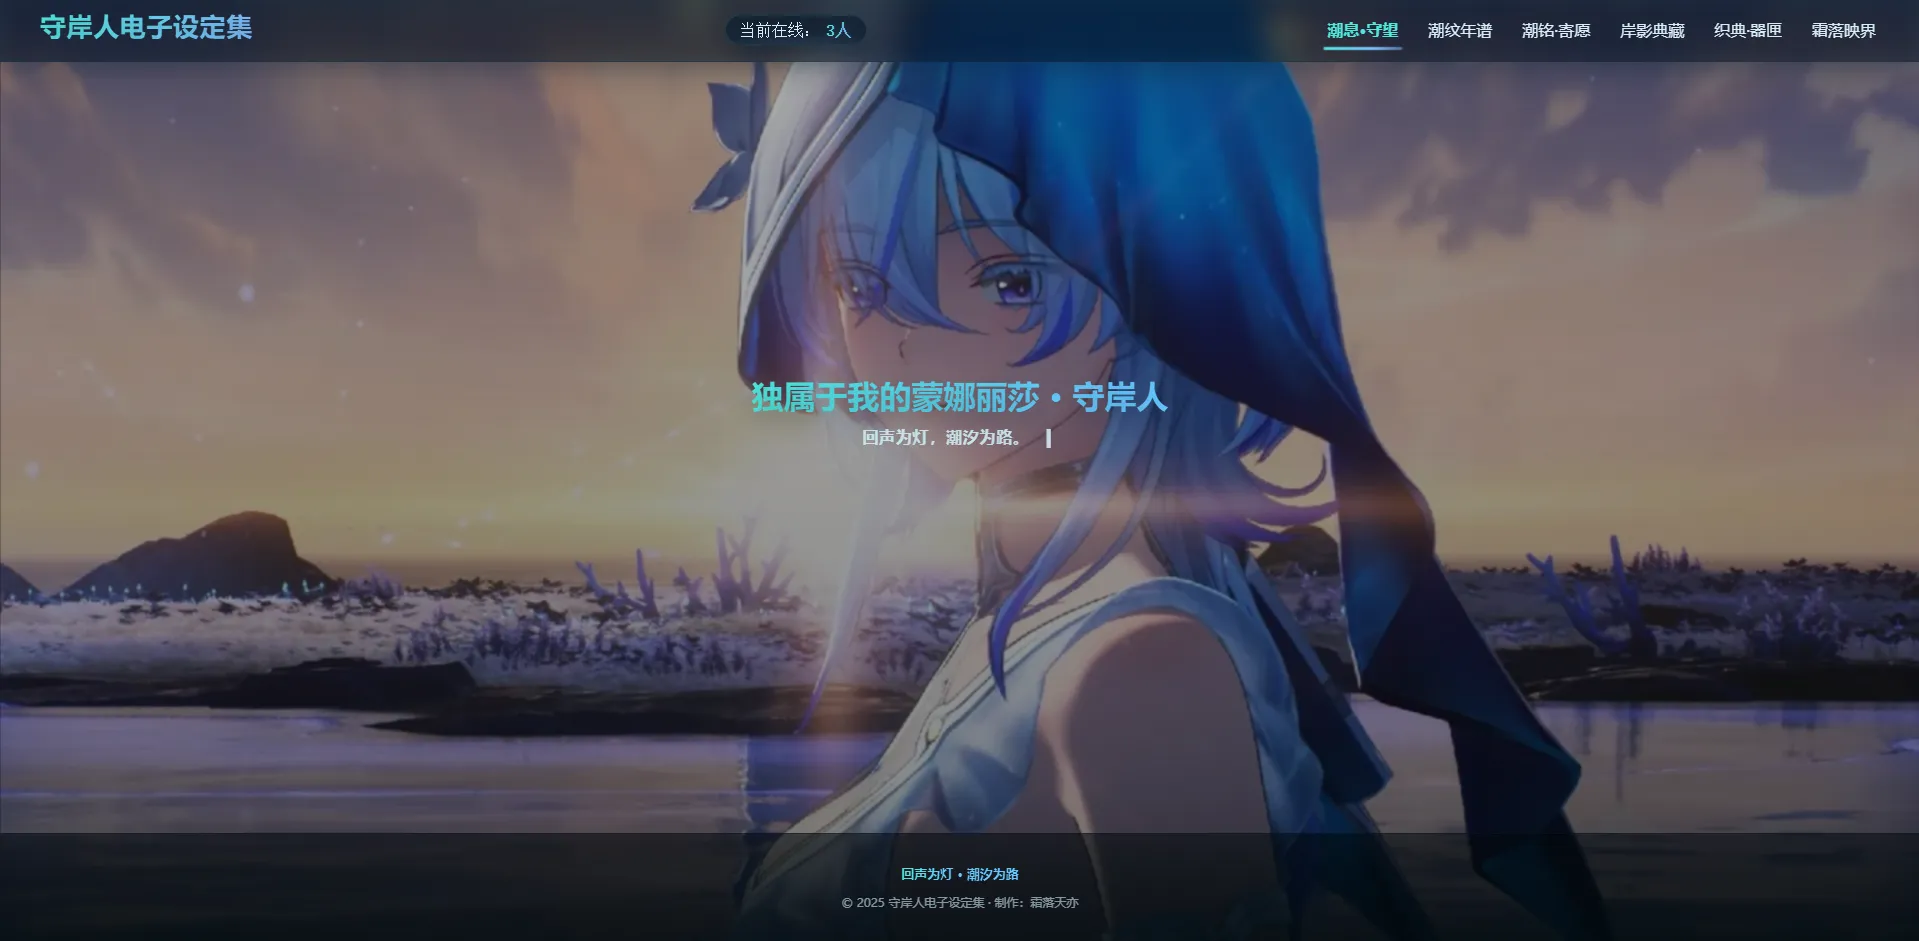 守岸人电子设定集
当前在线： 3人
潮息•守望 潮纹年谱 潮铭·寄愿 岸影典藏 织典·器匣 霜落映界
独属于我的蒙娜丽莎 • 守岸人
回声为灯，潮汐为路。
回声为灯 • 潮汐为路
© 2025 守岸人电子设定集 · 制作：霜落天亦